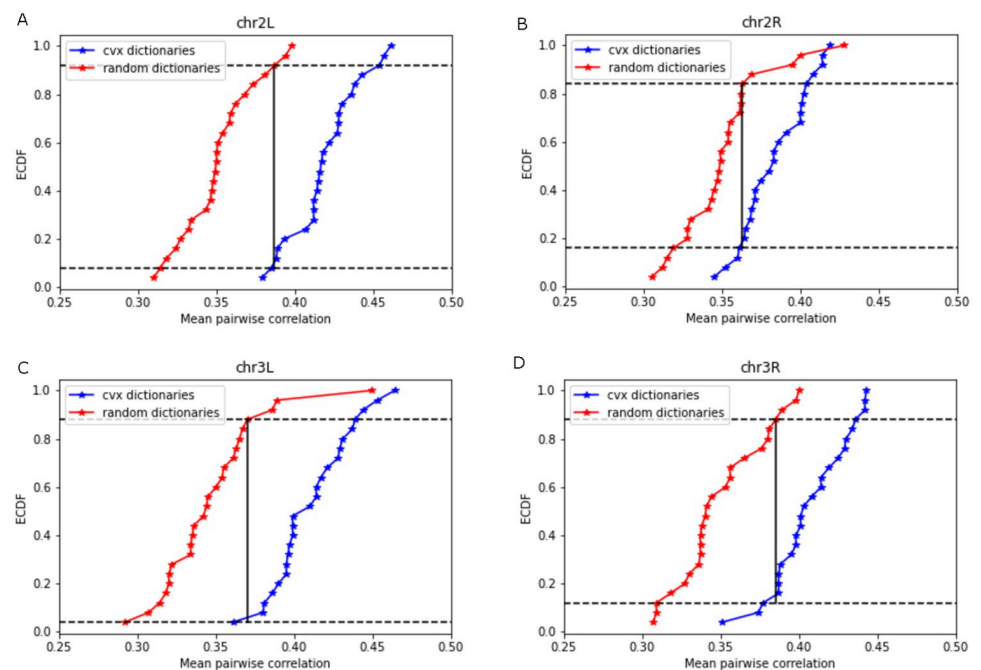 A
chr2L
cvx dictionaries
random dictionaries
1.0
0.8
0.6
0.4
0.2
0.0
ECDF
0.25 0.30 0.35 0.40 0.45 0.50
Mean pairwise correlation
B
chr2R
cvx dictionaries
random dictionaries
1.0
0.8
0.6
0.4
0.2
0.0
ECDF
0.25 0.30 0.35 0.40 0.45 0.50
Mean pairwise correlation
C
chr3L
cvx dictionaries
random dictionaries
1.0
0.8
0.6
0.4
0.2
0.0
ECDF
0.25 0.30 0.35 0.40 0.45 0.50
Mean pairwise correlation
D
chr3R
cvx dictionaries
random dictionaries
1.0
0.8
0.6
0.4
0.2
0.0
ECDF
0.25 0.30 0.35 0.40 0.45 0.50
Mean pairwise correlation